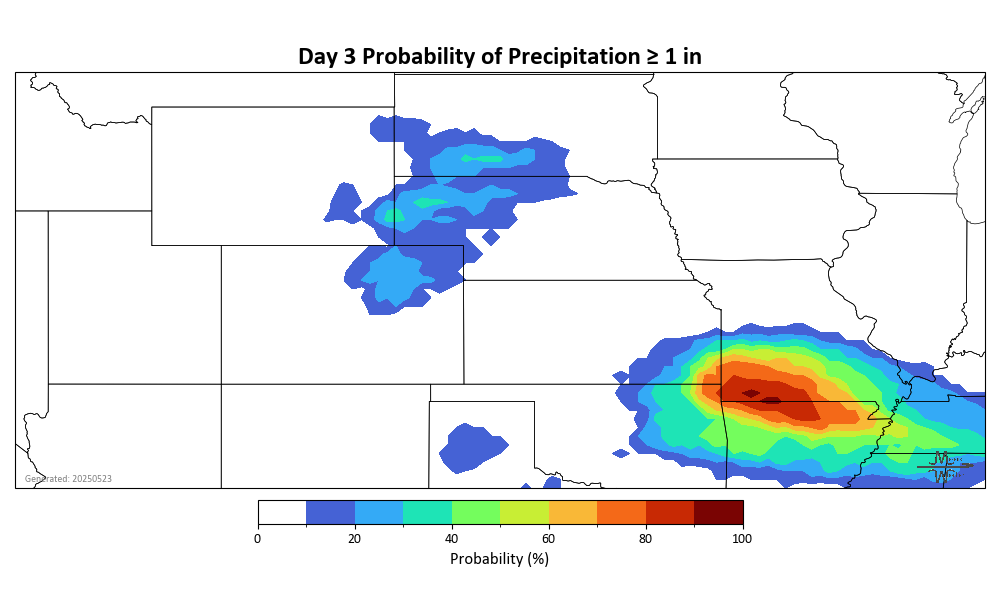 Day 3 Probability of Precipitation ≥ 1 in
Generated: 20250523
0 20 40 60 80 100
Probability (%)